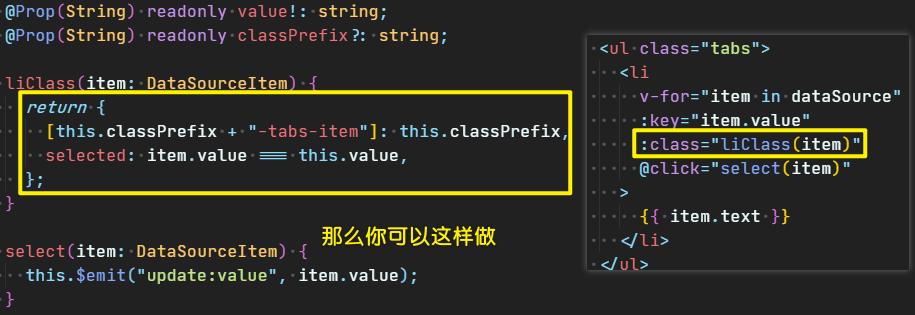 @Prop(String) readonly value!: string;
@Prop(String) readonly classPrefix?: string;
liClass(item: DataSourceItem) {
return {
[this.classPrefix + "-tabs-item"]: this.classPrefix,
selected: item.value === this.value,
};
}
select(item: DataSourceItem) {
this.$emit("update:value", item.value);
}
那么你可以这样做
<ul class="tabs">
<li
v-for="item in dataSource"
:key="item.value"
:class="liClass(item)"
@click="select(item)"
>
{{ item.text }}
</li>
</ul>